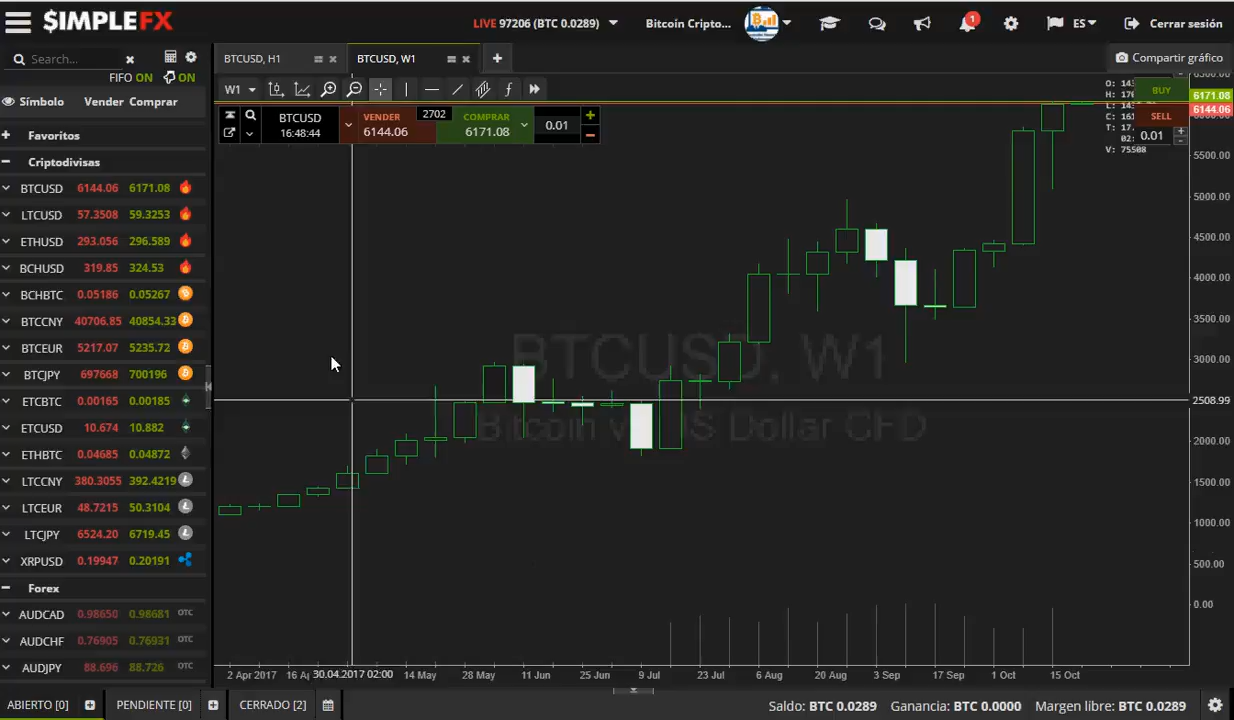 $IMPLEFX
LIVE 97206 (BTC 0.0289)
Bitcoin Cripto...
1
ES
Cerrar sesión
Search...
FIFO ON
ON
Símbolo Vender Comprar
Favoritos
Criptodivisas
BTCUSD 6144.06 6171.08
LTCUSD 57.3508 59.3253
ETHUSD 293.056 296.589
BCHUSD 319.85 324.53
BCHBTC 0.05186 0.05267
BTCCNY 40706.85 40854.33
BTCEUR 5217.07 5235.72
BTCJPY 697668 700196
ETCBTC 0.00165 0.00185
ETCUSD 10.674 10.882
ETHBTC 0.04685 0.04872
LTCCNY 380.3055 392.4219
LTCEUR 48.7215 50.3104
LTCJPY 6524.20 6719.45
XRPUSD 0.19947 0.20191
Forex
AUDCAD 0.98650 0.98681 OTC
AUDCHF 0.76905 0.76931 OTC
AUDJPY 88.696 88.726 OTC
BTCUSD, H1
BTCUSD, W1
Compartir gráfico
W1
BTCUSD
16:48:44
VENDER
6144.06
2702
COMPRAR
6171.08
0.01
BUY
SELL
0.01
V: 75508
6171.08
6144.06
5500.00
5000.00
4500.00
4000.00
3500.00
3000.00
2508.99
2000.00
1500.00
1000.00
500.00
0.00
BTCUSD, W1
Bitcoin vs US Dollar CFD
2 Apr 2017 30.04.2017 02:00 14 May 28 May 11 Jun 25 Jun 9 Jul 23 Jul 6 Aug 20 Aug 3 Sep 17 Sep 1 Oct 15 Oct
ABIERTO [0] PENDIENTE [0] CERRADO [2]
Saldo: BTC 0.0289 Ganancia: BTC 0.0000 Margen libre: BTC 0.0289